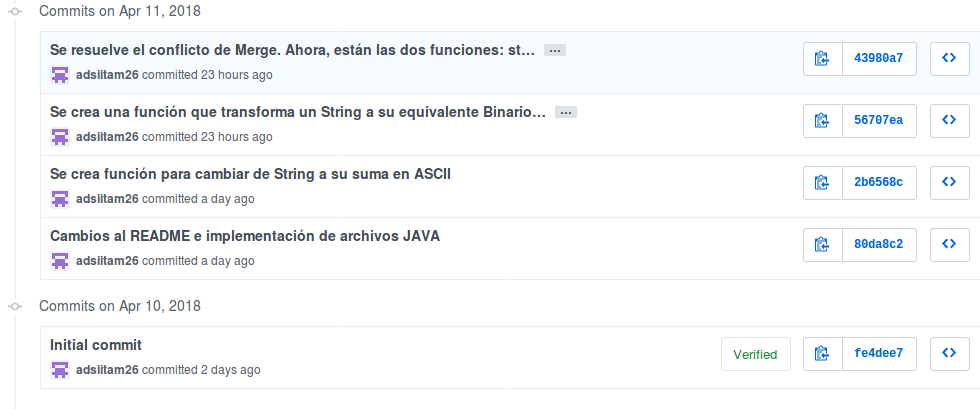 Commits on Apr 11, 2018
Se resuelve el conflicto de Merge. Ahora, están las dos funciones: st… …
adsiitam26 committed 23 hours ago
43980a7
Se crea una función que transforma un String a su equivalente Binario… …
adsiitam26 committed 23 hours ago
56707ea
Se crea función para cambiar de String a su suma en ASCII
adsiitam26 committed a day ago
2b6568c
Cambios al README e implementación de archivos JAVA
adsiitam26 committed a day ago
80da8c2
Commits on Apr 10, 2018
Initial commit
adsiitam26 committed 2 days ago
Verified
fe4dee7